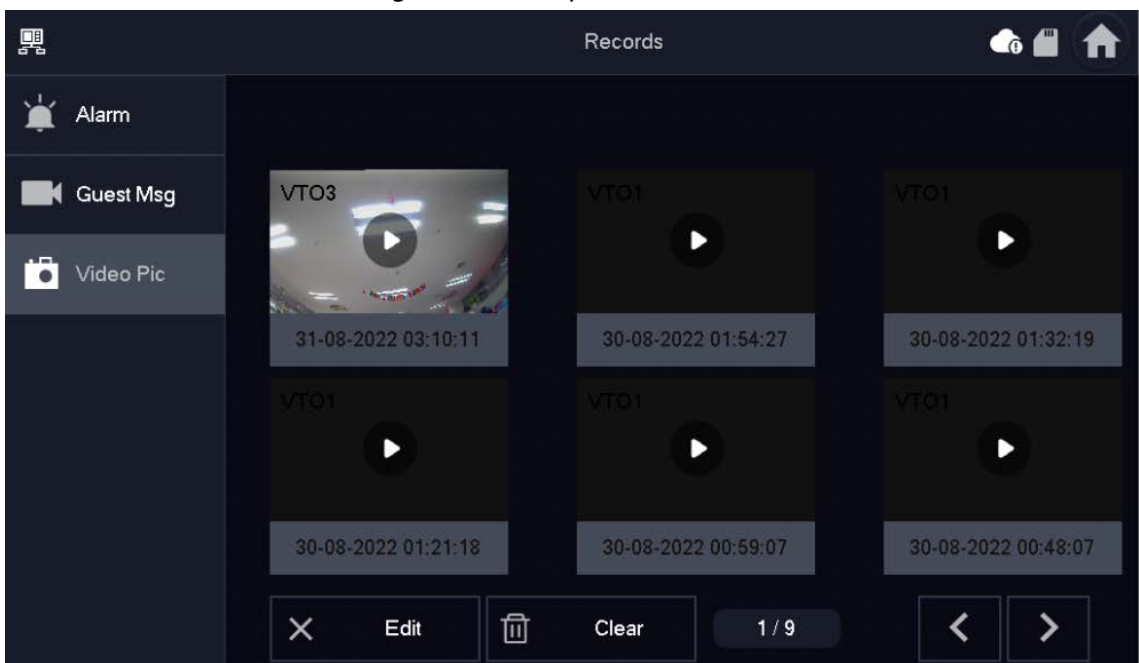 Records
Alarm
Guest Msg
Video Pic
VTO3
VTO1
VTO1
31-08-2022 03:10:11
30-08-2022 01:54:27
30-08-2022 01:32:19
VTO1
VTO1
VTO1
30-08-2022 01:21:18
30-08-2022 00:59:07
30-08-2022 00:48:07
Edit
Clear
1 / 9